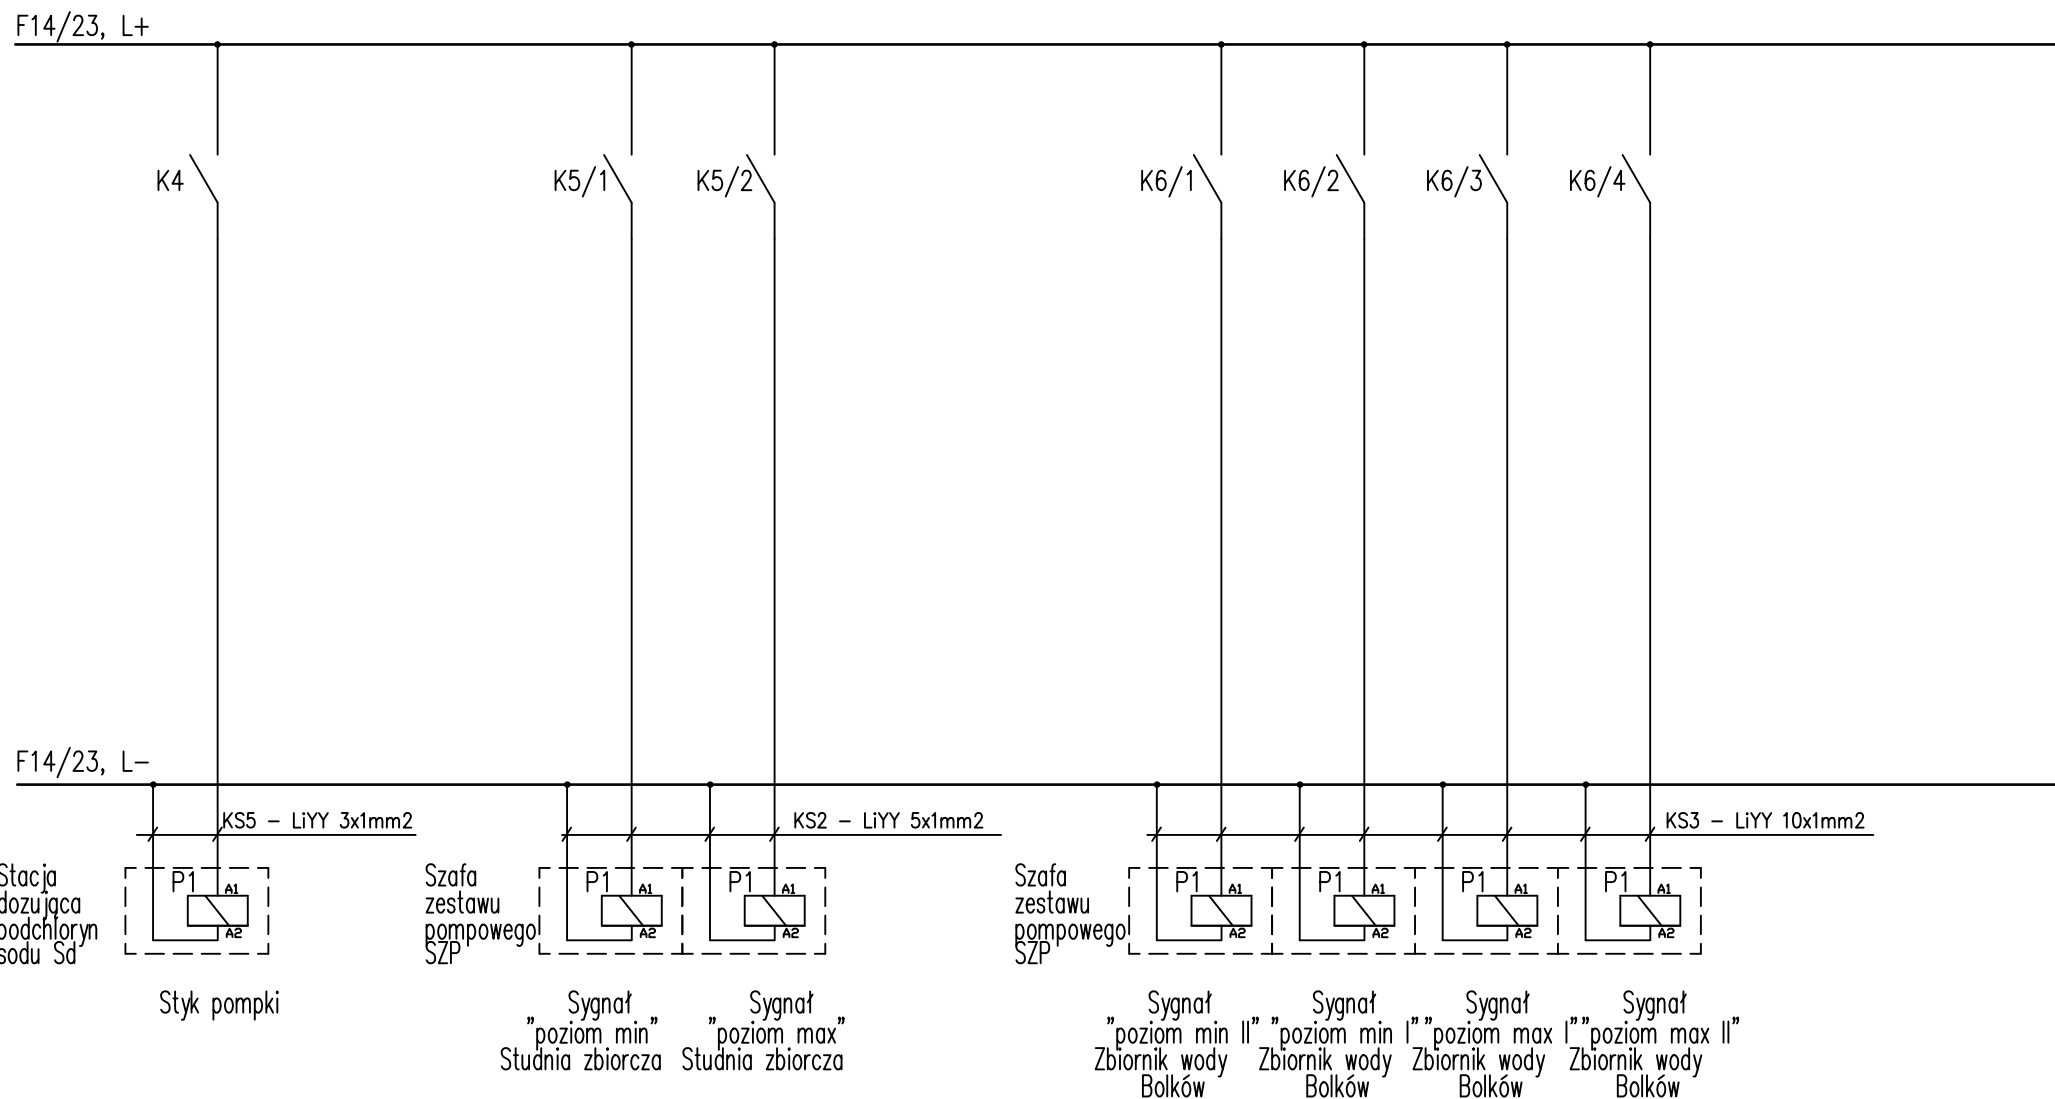 F14/23, L+
K4
K5/1
K5/2
K6/1
K6/2
K6/3
K6/4
F14/23, L−
KS5 − LiYY 3x1mm2
KS2 − LiYY 5x1mm2
KS3 − LiYY 10x1mm2
Stacja
dozująca
podchloryn
sodu Sd
P1
A1
A2
Szafa
zestawu
pompowego
SZP
P1
A1
A2
P1
A1
A2
Szafa
zestawu
pompowego
SZP
P1
A1
A2
P1
A1
A2
P1
A1
A2
P1
A1
A2
Styk pompki
Sygnał
"poziom min"
Studnia zbiorcza
Sygnał
"poziom max"
Studnia zbiorcza
Sygnał
"poziom min II"
Zbiornik wody
Bolków
Sygnał
"poziom min I"
Zbiornik wody
Bolków
Sygnał
"poziom max I"
Zbiornik wody
Bolków
Sygnał
"poziom max II"
Zbiornik wody
Bolków